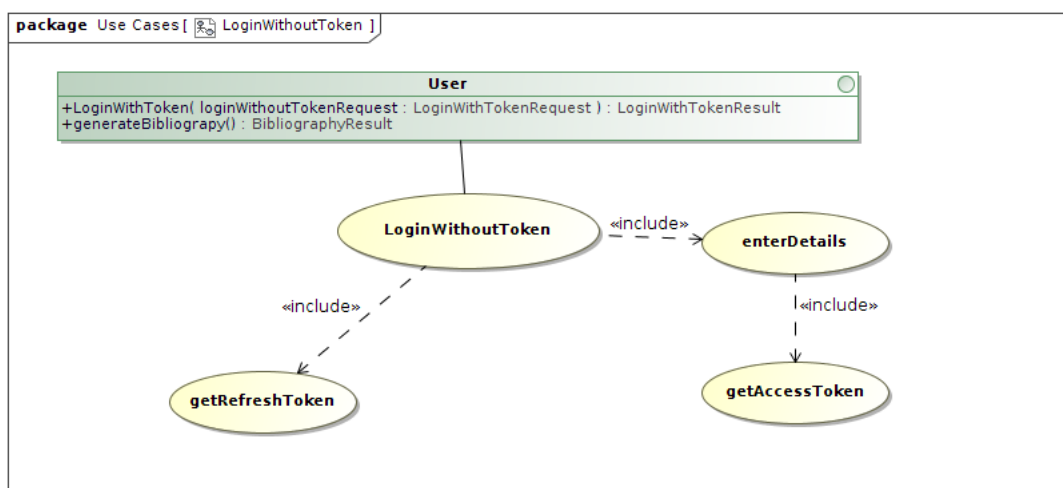 package Use Cases [ LoginWithoutToken ]
User
+LoginWithToken( loginWithoutTokenRequest : LoginWithTokenRequest ) : LoginWithTokenResult
+generateBibliograpy() : BibliographyResult
LoginWithoutToken
«include»
enterDetails
«include»
«include»
getRefreshToken
getAccessToken